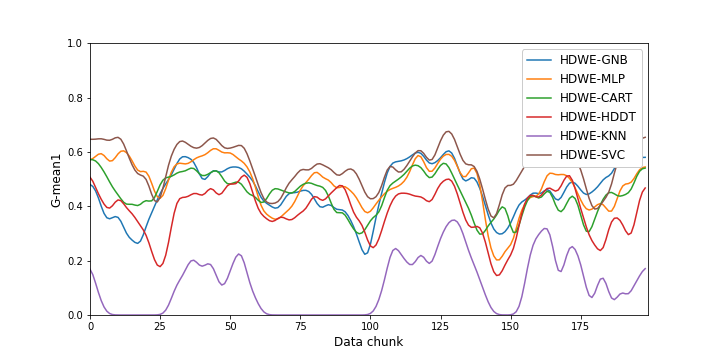 1.0
0.8
0.6
0.4
0.2
0.0
G-mean1
0
25
50
75
100
125
150
175
Data chunk
HDWE-GNB
HDWE-MLP
HDWE-CART
HDWE-HDDT
HDWE-KNN
HDWE-SVC